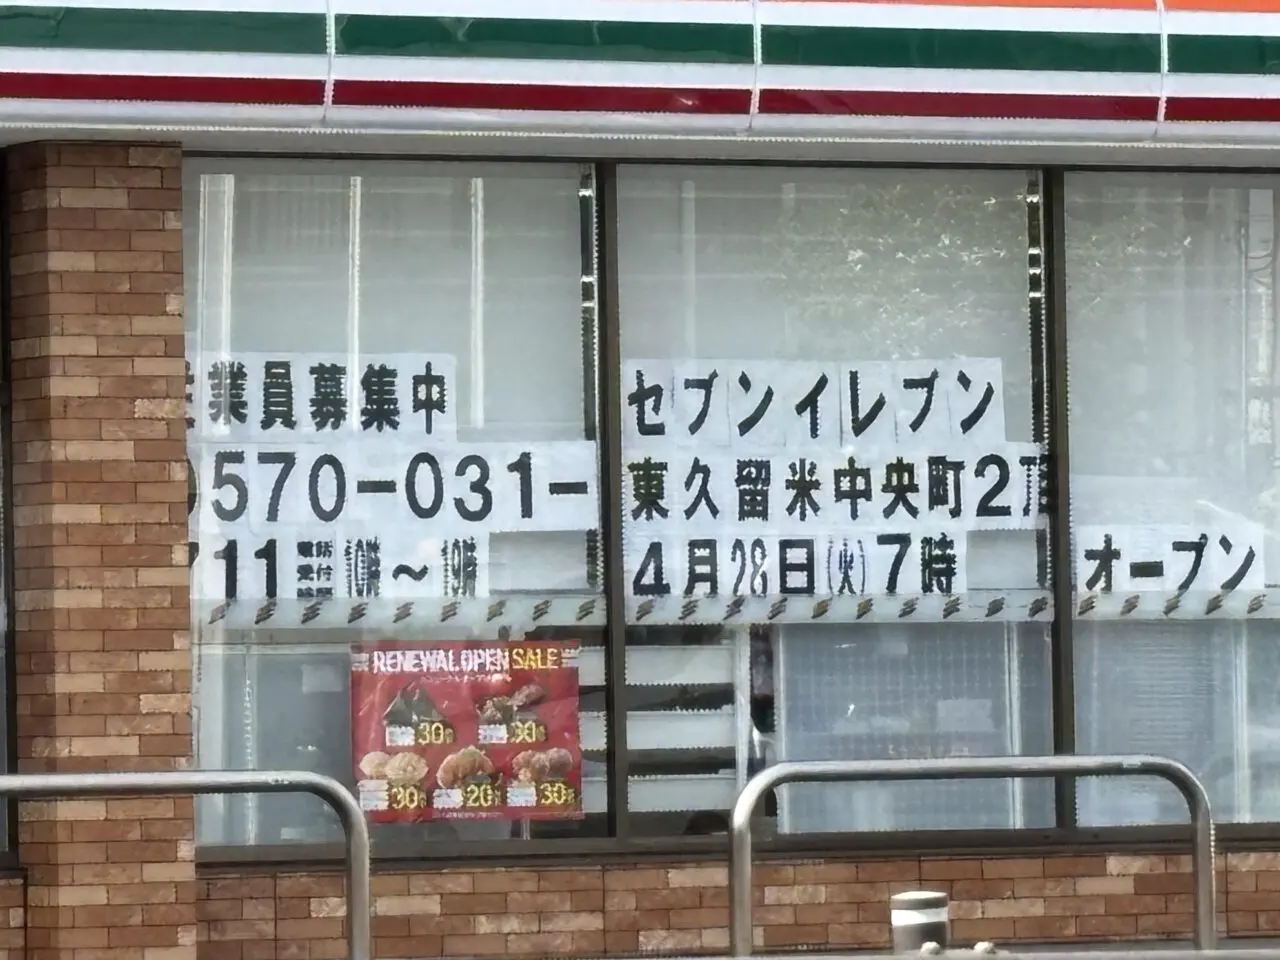 業員募集中
0570-031-
711 電話受付時間 10時～19時
セブンイレブン
東久留米中央町2丁目
4月28日(火)7時 オープン
RENEWAL OPEN SALE
30
30
30
20
30